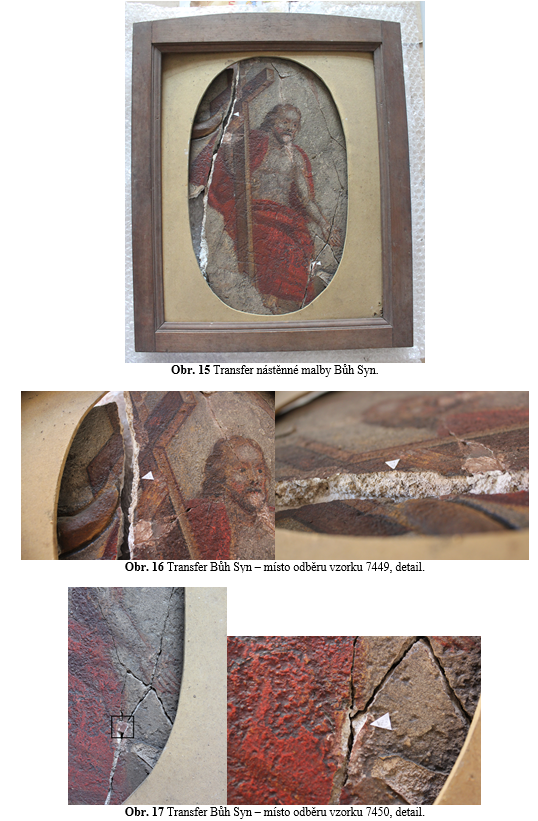 Obr. 15 Transfer nástěnné malby Bůh Syn.
Obr. 16 Transfer Bůh Syn – místo odběru vzorku 7449, detail.
Obr. 17 Transfer Bůh Syn – místo odběru vzorku 7450, detail.